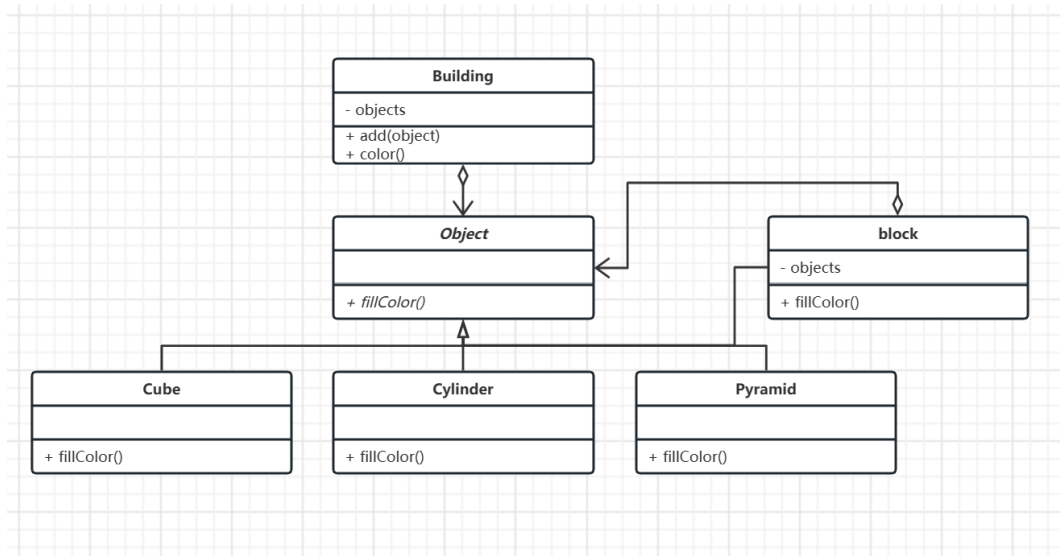 Building
- objects
+ add(object)
+ color()
Object
+ fillColor()
block
- objects
+ fillColor()
Cube
+ fillColor()
Cylinder
+ fillColor()
Pyramid
+ fillColor()